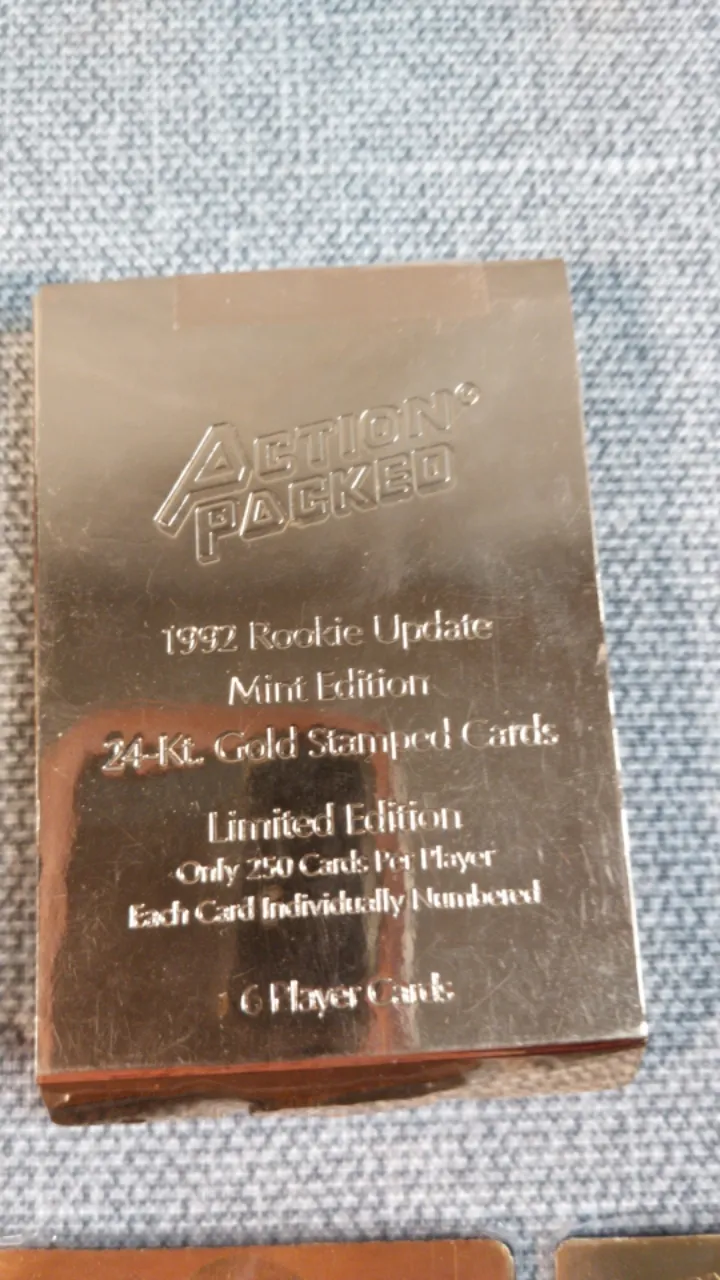 ACTION
PACKED
1992 Rookie Update
Mint Edition
24-Kt. Gold Stamped Cards
Limited Edition
Only 250 Cards Per Player
Each Card Individually Numbered
6 Player Cards